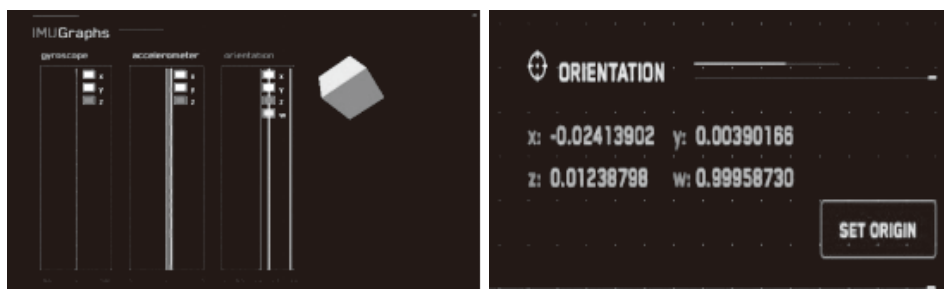 IMUGraphs
gyroscope accelerometer orientation
x x x
y y y
z z z
w
ORIENTATION
x: -0.02413902 y: 0.00390166
z: 0.01238798 w: 0.99958730
SET ORIGIN